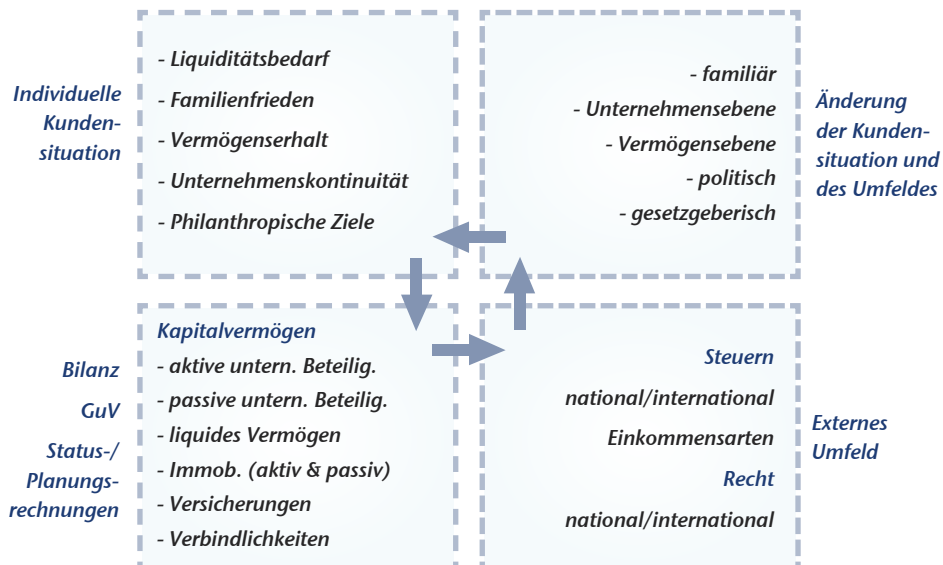 Individuelle
Kunden-
situation
- Liquiditätsbedarf
- Familienfrieden
- Vermögenserhalt
- Unternehmenskontinuität
- Philanthropische Ziele
- familiär
- Unternehmensebene
- Vermögensebene
- politisch
- gesetzgeberisch
Änderung
der Kunden-
situation und
des Umfeldes
Bilanz
GuV
Status-/
Planungs-
rechnungen
Kapitalvermögen
- aktive untern. Beteilig.
- passive untern. Beteilig.
- liquides Vermögen
- Immob. (aktiv & passiv)
- Versicherungen
- Verbindlichkeiten
Steuern
national/international
Einkommensarten
Recht
national/international
Externes
Umfeld